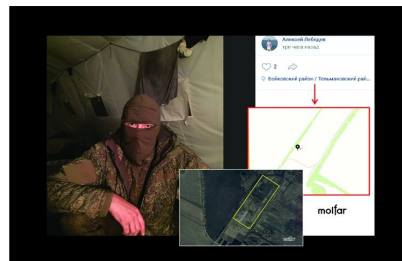 Алексей Лебедев
три часа назад
2
Бойковский район / Тельмановский рай...
molfar